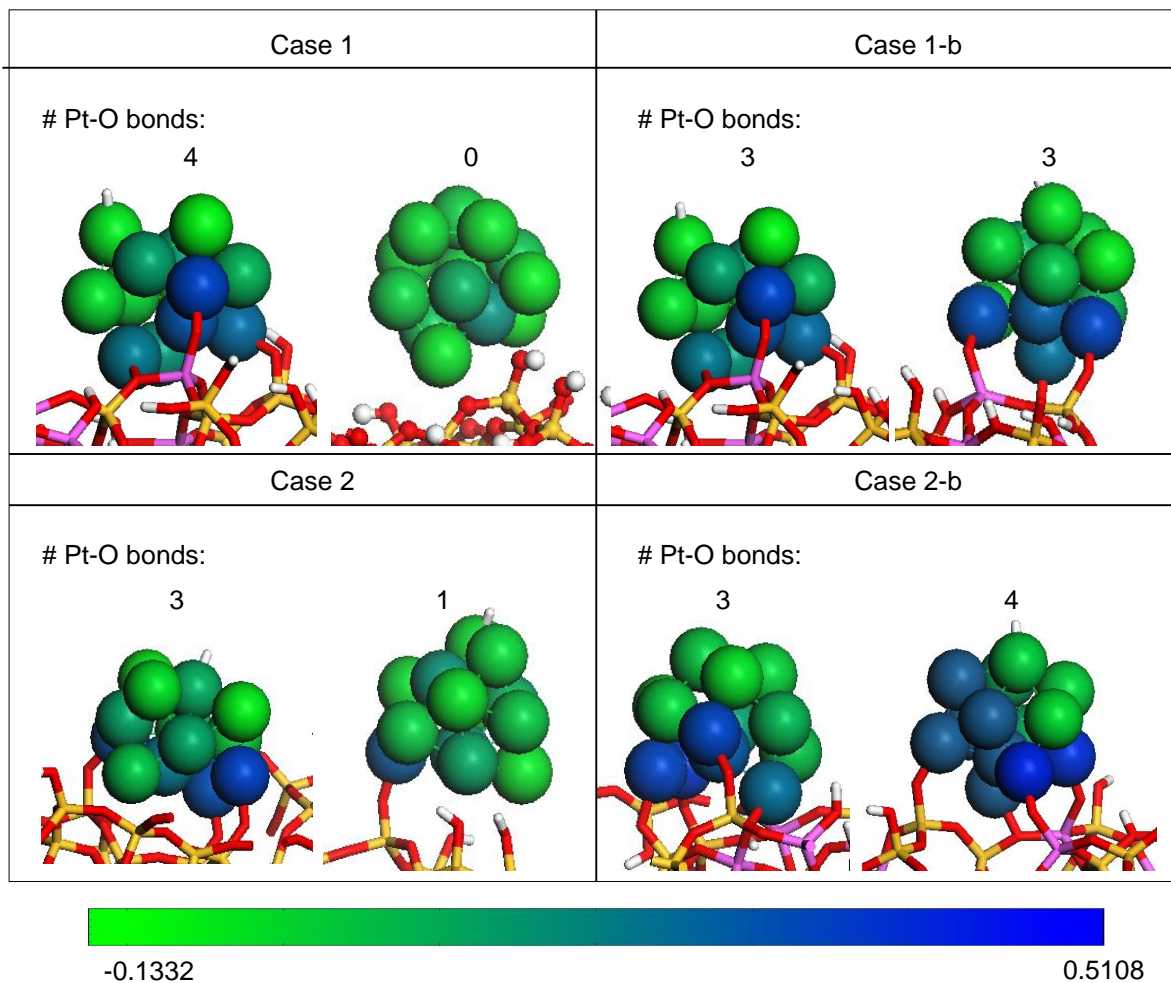 Case 1
Case 1-b
# Pt-O bonds:
4 0
# Pt-O bonds:
3 3
Case 2
Case 2-b
# Pt-O bonds:
3 1
# Pt-O bonds:
3 4
-0.1332 0.5108